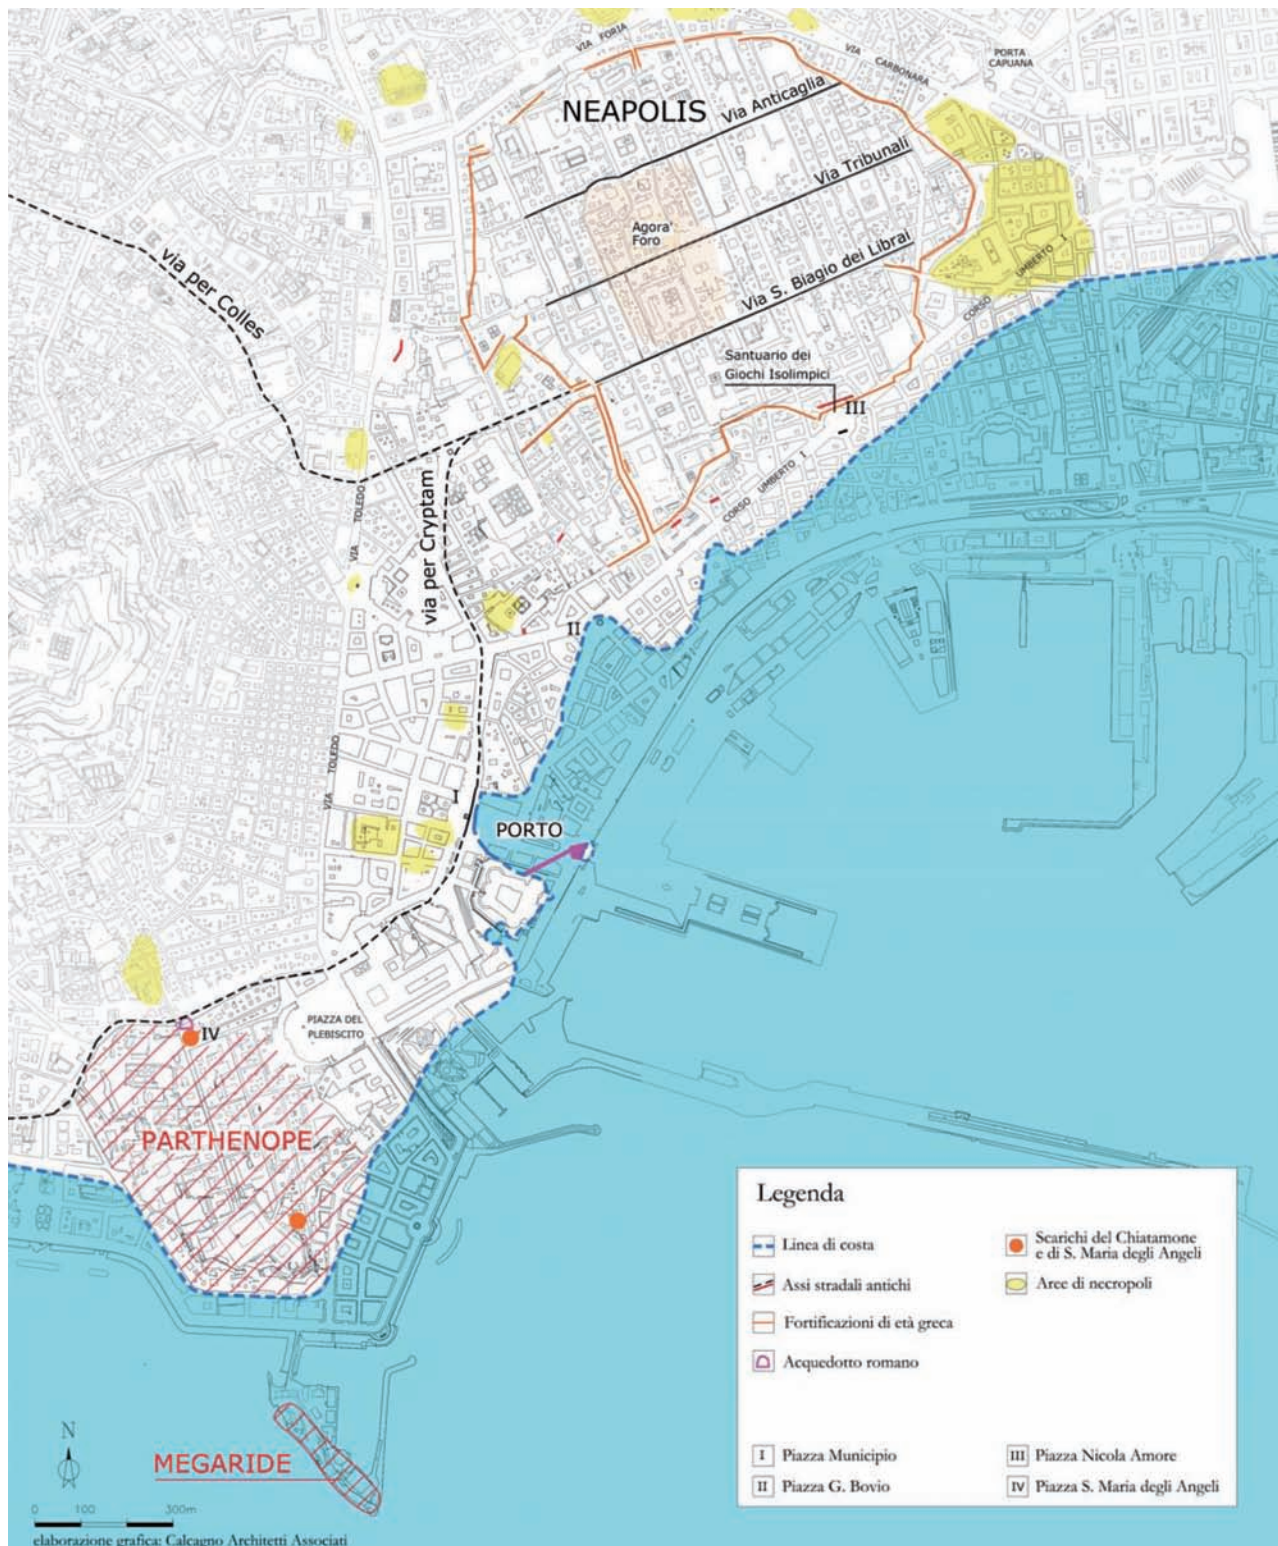 VIA FORIA
VIA CARBONARA
PORTA
CAPUANA
NEAPOLIS
Via Anticaglia
Via Tribunali
Agora'
Foro
Via S. Biagio dei Librai
CORSO UMBERTO I
via per Colles
Santuario dei
Giochi Isolimpici
III
CORSO UMBERTO I
VIA TOLEDO
via per Cryptam
II
VIA TOLEDO
I
PORTO
PIAZZA DEL
PLEBISCITO
IV
PARTHENOPE
MEGARIDE
N
0 100 300m
elaborazione grafica: Calcagno Architetti Associati
Legenda
Linea di costa
Assi stradali antichi
Fortificazioni di età greca
Acquedotto romano
Scarichi del Chiatamone
e di S. Maria degli Angeli
Aree di necropoli
I Piazza Municipio
II Piazza G. Bovio
III Piazza Nicola Amore
IV Piazza S. Maria degli Angeli